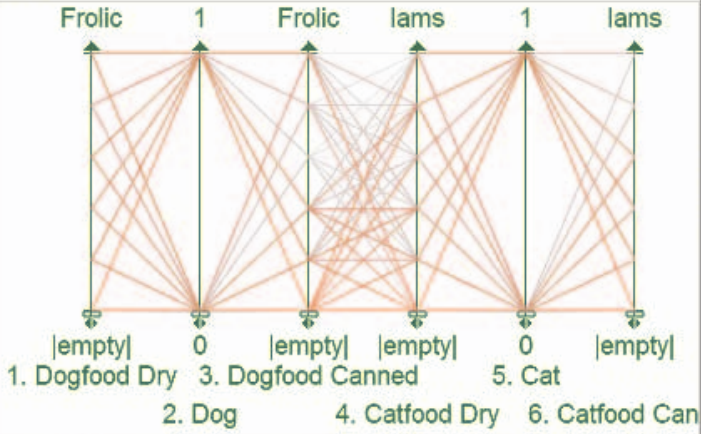 Frolic 1 Frolic Iams 1 Iams
|empty| 0 |empty| |empty| 0 |empty|
1. Dogfood Dry 3. Dogfood Canned 5. Cat
2. Dog 4. Catfood Dry 6. Catfood Can